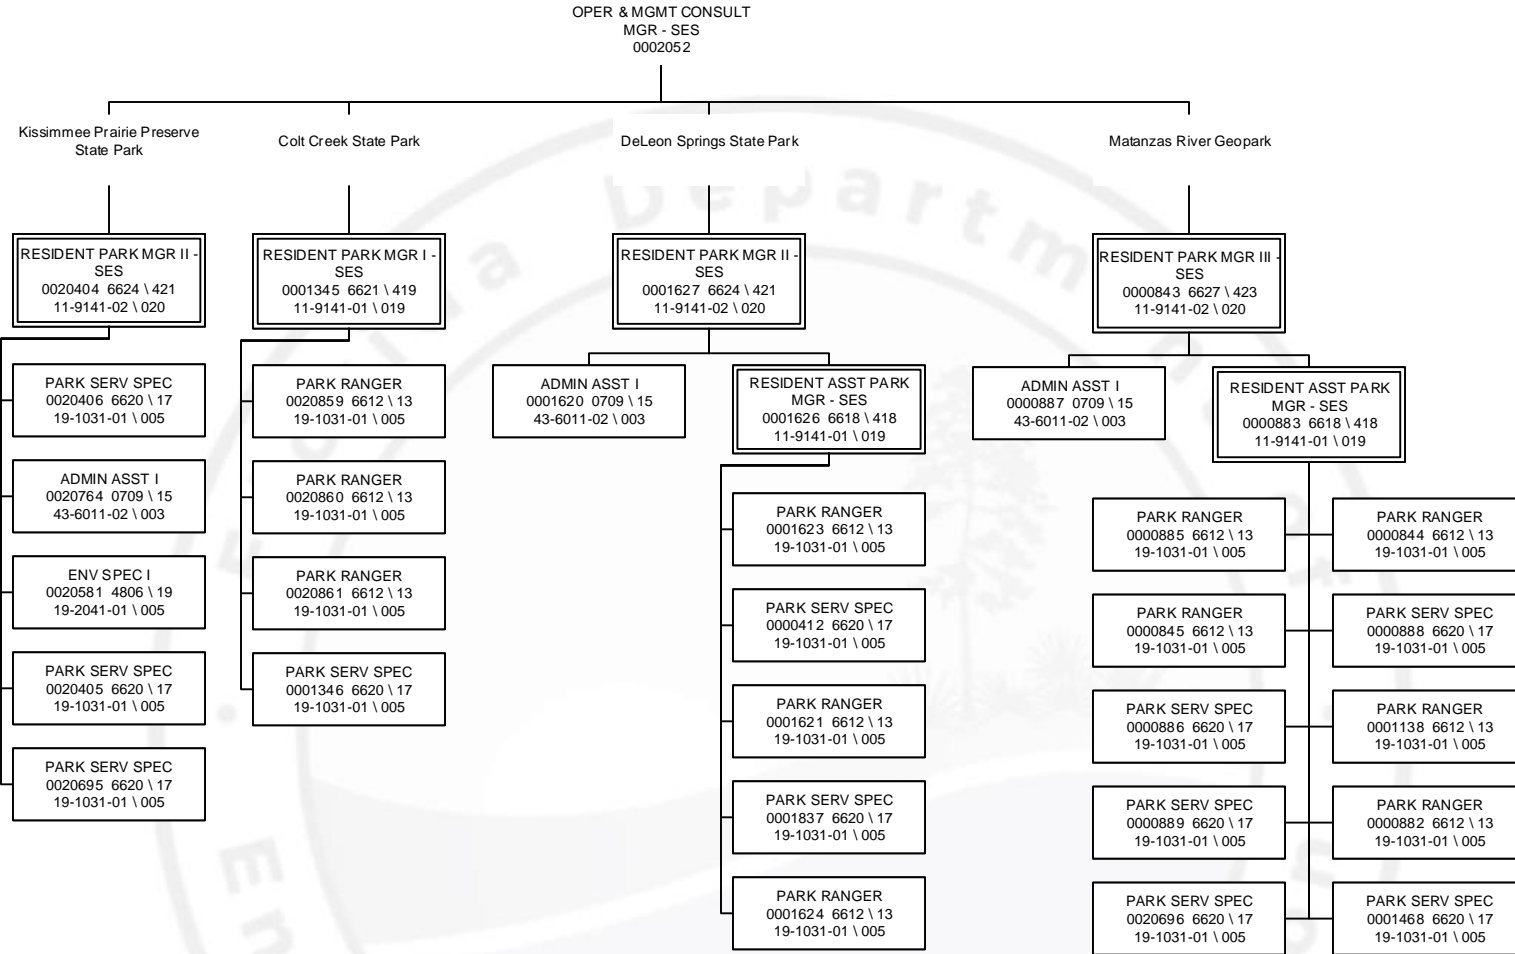 OPER & MGMT CONSULT
MGR - SES
0002052
Kissimmee Prairie Preserve
State Park
Colt Creek State Park
DeLeon Springs State Park
Matanzas River Geopark
RESIDENT PARK MGR II -
SES
0020404 6624 \ 421
11-9141-02 \ 020
PARK SERV SPEC
0020406 6620 \ 17
19-1031-01 \ 005
ADMIN ASST I
0020764 0709 \ 15
43-6011-02 \ 003
ENV SPEC I
0020581 4806 \ 19
19-2041-01 \ 005
PARK SERV SPEC
0020405 6620 \ 17
19-1031-01 \ 005
PARK SERV SPEC
0020695 6620 \ 17
19-1031-01 \ 005
RESIDENT PARK MGR I -
SES
0001345 6621 \ 419
11-9141-01 \ 019
PARK RANGER
0020859 6612 \ 13
19-1031-01 \ 005
PARK RANGER
0020860 6612 \ 13
19-1031-01 \ 005
PARK RANGER
0020861 6612 \ 13
19-1031-01 \ 005
PARK SERV SPEC
0001346 6620 \ 17
19-1031-01 \ 005
RESIDENT PARK MGR II -
SES
0001627 6624 \ 421
11-9141-02 \ 020
ADMIN ASST I
0001620 0709 \ 15
43-6011-02 \ 003
RESIDENT ASST PARK
MGR - SES
0001626 6618 \ 418
11-9141-01 \ 019
PARK RANGER
0001623 6612 \ 13
19-1031-01 \ 005
PARK SERV SPEC
0000412 6620 \ 17
19-1031-01 \ 005
PARK RANGER
0001621 6612 \ 13
19-1031-01 \ 005
PARK SERV SPEC
0001837 6620 \ 17
19-1031-01 \ 005
PARK RANGER
0001624 6612 \ 13
19-1031-01 \ 005
RESIDENT PARK MGR III -
SES
0000843 6627 \ 423
11-9141-02 \ 020
ADMIN ASST I
0000887 0709 \ 15
43-6011-02 \ 003
RESIDENT ASST PARK
MGR - SES
0000883 6618 \ 418
11-9141-01 \ 019
PARK RANGER
0000885 6612 \ 13
19-1031-01 \ 005
PARK RANGER
0000844 6612 \ 13
19-1031-01 \ 005
PARK RANGER
0000845 6612 \ 13
19-1031-01 \ 005
PARK SERV SPEC
0000888 6620 \ 17
19-1031-01 \ 005
PARK SERV SPEC
0000886 6620 \ 17
19-1031-01 \ 005
PARK RANGER
0001138 6612 \ 13
19-1031-01 \ 005
PARK SERV SPEC
0000889 6620 \ 17
19-1031-01 \ 005
PARK RANGER
0000882 6612 \ 13
19-1031-01 \ 005
PARK SERV SPEC
0020696 6620 \ 17
19-1031-01 \ 005
PARK SERV SPEC
0001468 6620 \ 17
19-1031-01 \ 005